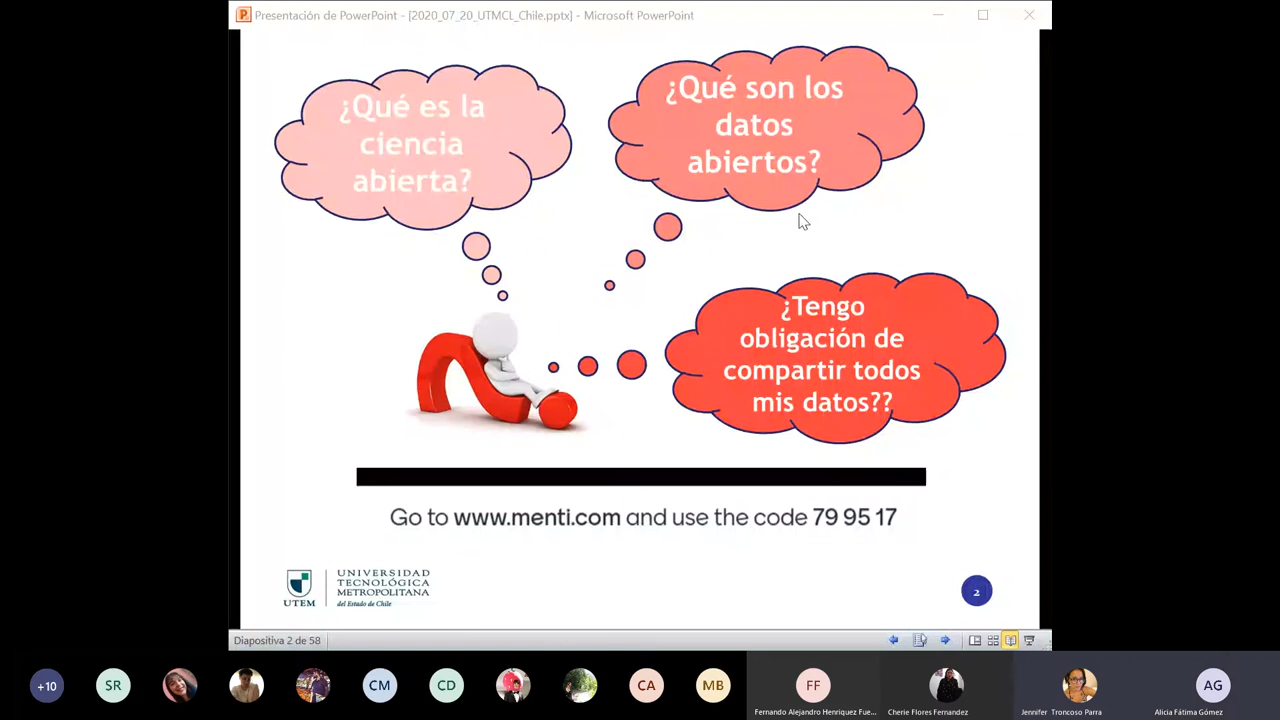 Presentación de PowerPoint - [2020_07_20_UTMCL_Chile.pptx] - Microsoft PowerPoint
¿Qué es la
ciencia
abierta?
¿Qué son los
datos
abiertos?
¿Tengo
obligación de
compartir todos
mis datos??
Go to www.menti.com and use the code 79 95 17
UTEM
UNIVERSIDAD
TECNOLÓGICA
METROPOLITANA
del Estado de Chile
2
Diapositiva 2 de 58
+10
SR
CM
CD
CA
MB
FF
AG
Fernando Alejandro Henriquez Fue...
Cherie Flores Fernandez
Jennifer Troncoso Parra
Alicia Fátima Gómez